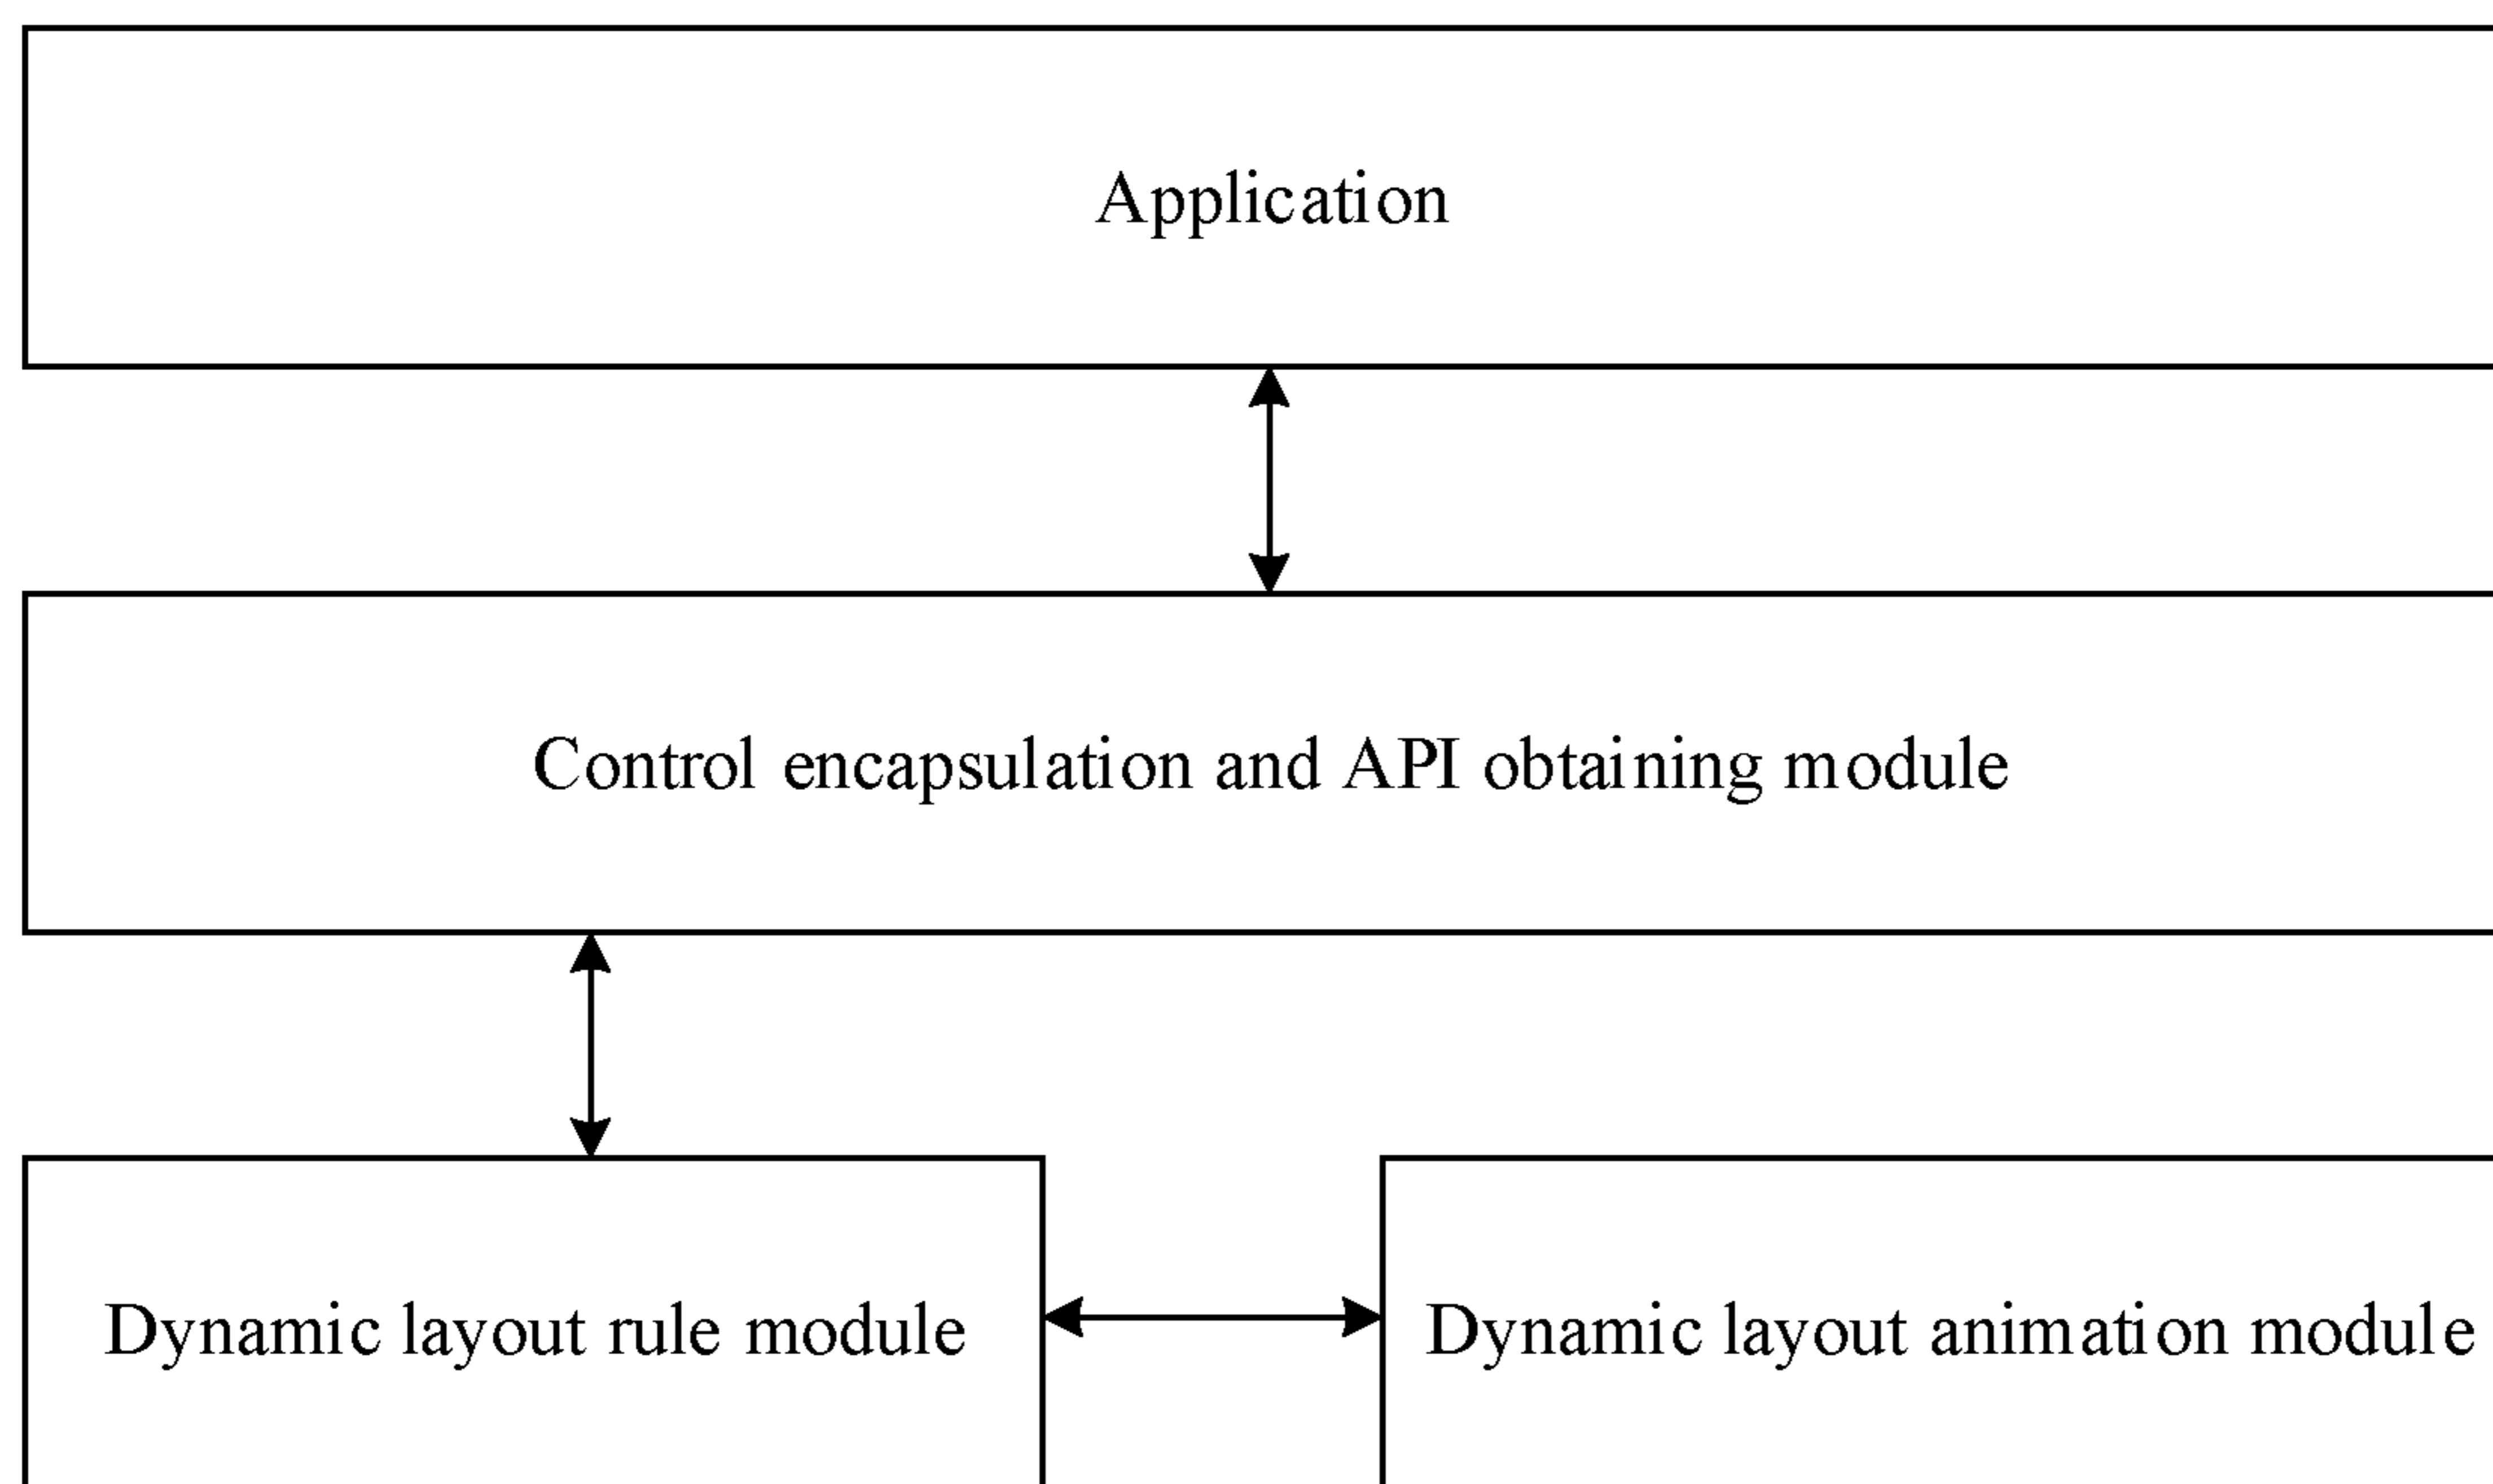 Application
Control encapsulation and API obtaining module
Dynamic layout rule module
Dynamic layout animation module